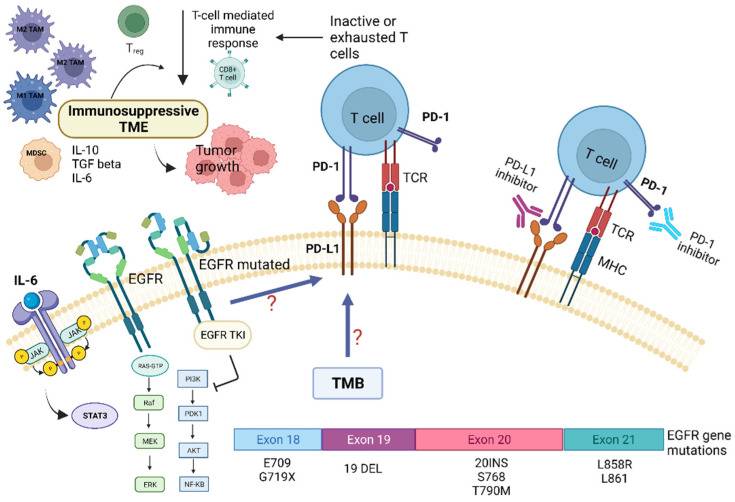 M2 TAM
M2 TAM
M1 TAM
MDSC
Treg
T-cell mediated
immune
response
CD8+
T cell
Inactive or
exhausted T
cells
Immunosuppressive
TME
IL-10
TGF beta
IL-6
Tumor
growth
T cell
PD-1
PD-1
TCR
PD-L1
T cell
PD-L1
inhibitor
PD-1
PD-1
inhibitor
TCR
MHC
EGFR
EGFR mutated
IL-6
JAK
JAK
P
P
P
P
STAT3
EGFR TKI
RAS-GTP
Raf
MEK
ERK
PI3K
PDK1
AKT
NF-KB
?
?
TMB
Exon 18
Exon 19
Exon 20
Exon 21
EGFR gene
mutations
E709
G719X
19 DEL
20INS
S768
T790M
L858R
L861